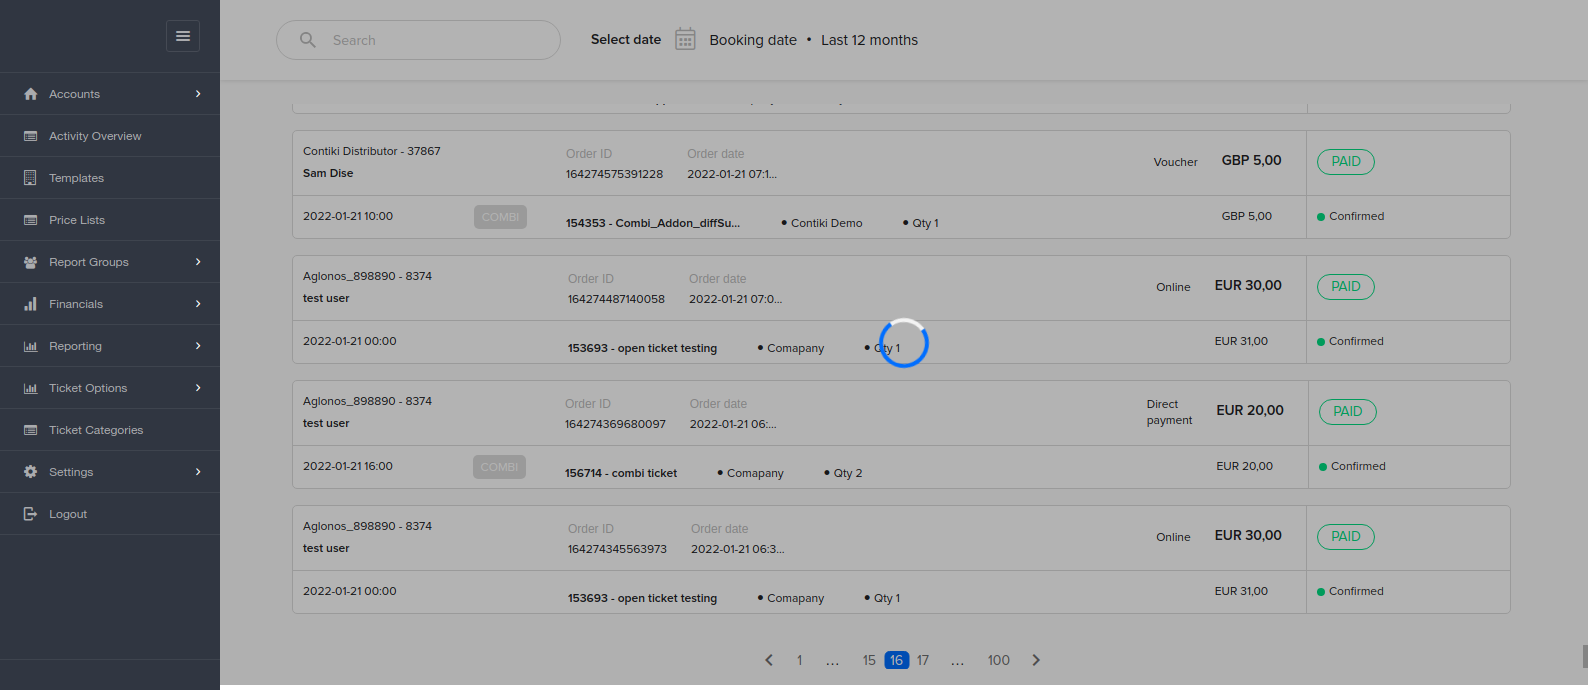 Search
Select date Booking date • Last 12 months
Accounts
Activity Overview
Templates
Price Lists
Report Groups
Financials
Reporting
Ticket Options
Ticket Categories
Settings
Logout
Contiki Distributor - 37867 Order ID Order date Voucher GBP 5,00 PAID
Sam Dise 164274575391228 2022-01-21 07:1...
2022-01-21 10:00 COMBI 154353 - Combi_Addon_diffSu... • Contiki Demo • Qty 1 GBP 5,00 Confirmed
Aglonos_898890 - 8374 Order ID Order date Online EUR 30,00 PAID
test user 164274487140058 2022-01-21 07:0...
2022-01-21 00:00 153693 - open ticket testing • Comapany • Qty 1 EUR 31,00 Confirmed
Aglonos_898890 - 8374 Order ID Order date Direct payment EUR 20,00 PAID
test user 164274369680097 2022-01-21 06:...
2022-01-21 16:00 COMBI 156714 - combi ticket • Comapany • Qty 2 EUR 20,00 Confirmed
Aglonos_898890 - 8374 Order ID Order date Online EUR 30,00 PAID
test user 164274345563973 2022-01-21 06:3...
2022-01-21 00:00 153693 - open ticket testing • Comapany • Qty 1 EUR 31,00 Confirmed
1 ... 15 16 17 ... 100